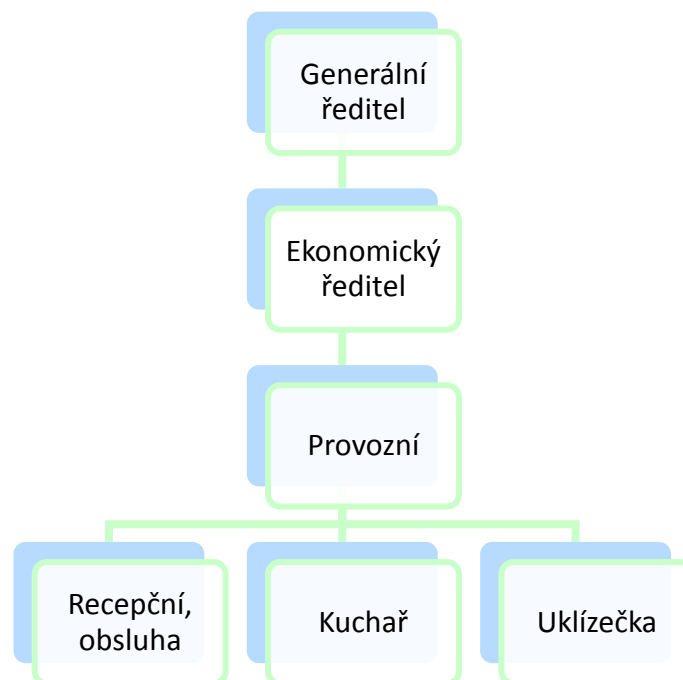 Generální
ředitel
Ekonomický
ředitel
Provozní
Recepční,
obsluha
Kuchař
Uklízečka